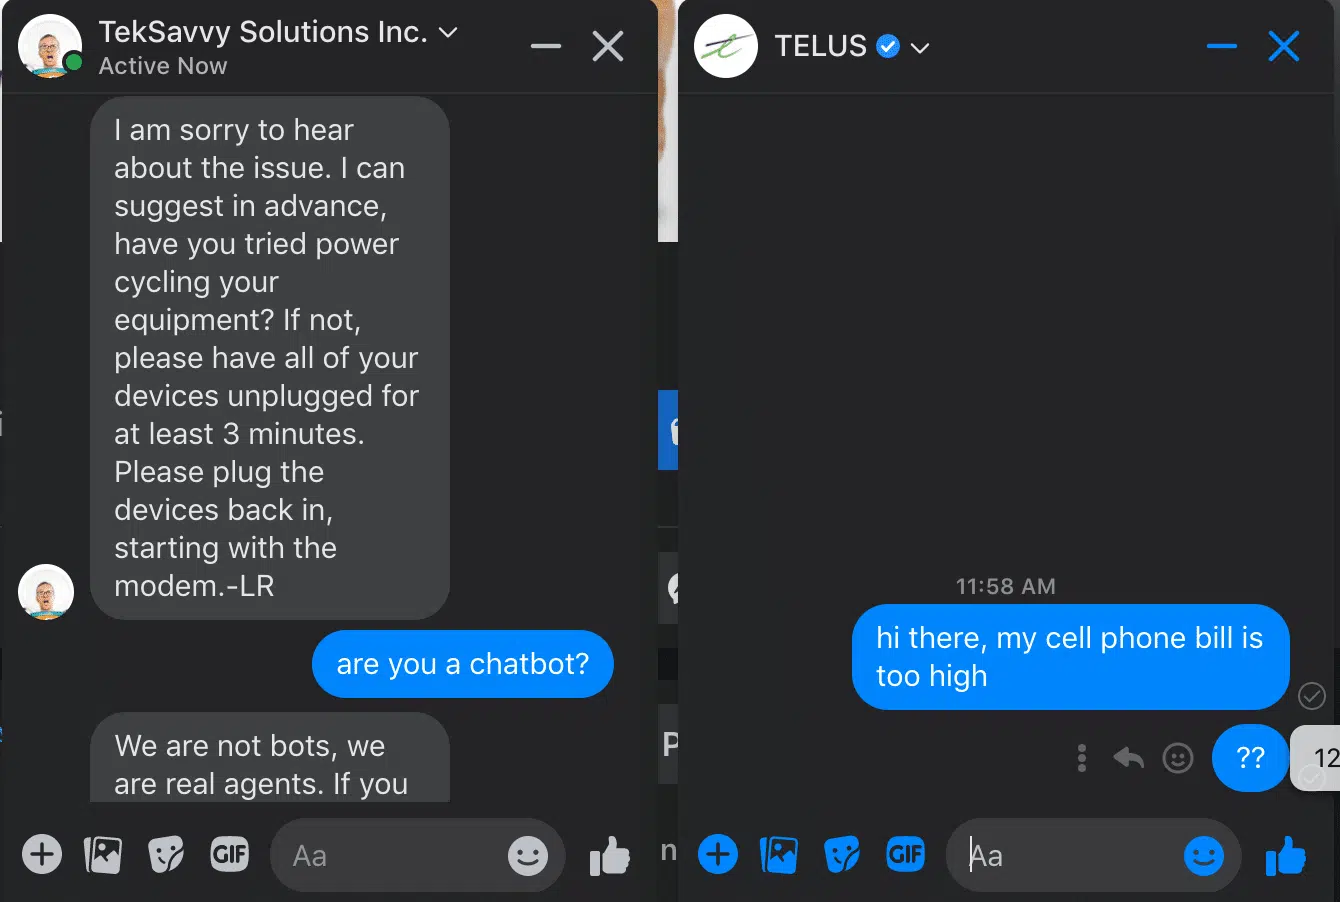 TekSavvy Solutions Inc.
Active Now
I am sorry to hear
about the issue. I can
suggest in advance,
have you tried power
cycling your
equipment? If not,
please have all of your
devices unplugged for
at least 3 minutes.
Please plug the
devices back in,
starting with the
modem.-LR
are you a chatbot?
We are not bots, we
are real agents. If you
GIF
Aa
P
n
TELUS
11:58 AM
hi there, my cell phone bill is
too high
??
12
GIF
Aa